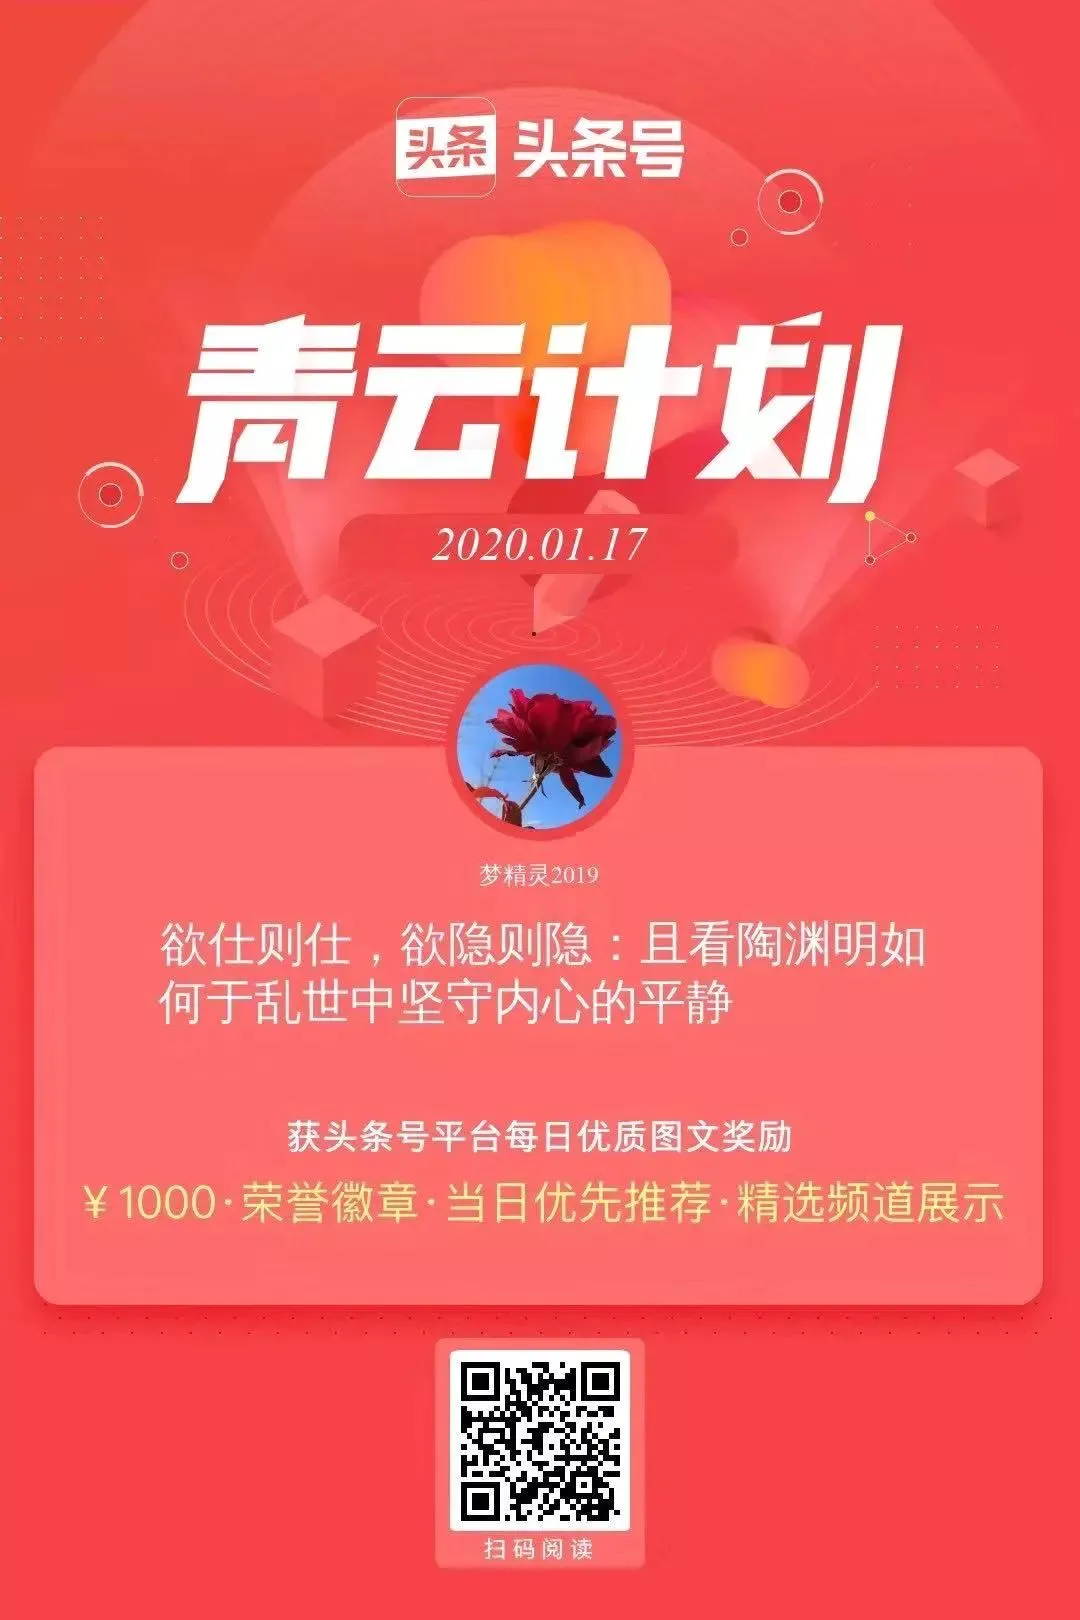 头条 头条号
青云计划
2020.01.17
梦精灵2019
欲仕则仕，欲隐则隐：且看陶渊明如
何于乱世中坚守内心的平静
获头条号平台每日优质图文奖励
￥1000·荣誉徽章·当日优先推荐·精选频道展示
扫码阅读